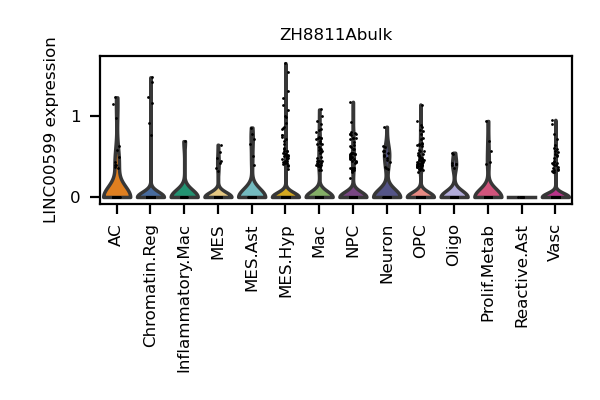 ZH8811Abulk
LINC00599 expression
1
0
AC
Chromatin.Reg
Inflammatory.Mac
MES
MES.Ast
MES.Hyp
Mac
NPC
Neuron
OPC
Oligo
Prolif.Metab
Reactive.Ast
Vasc